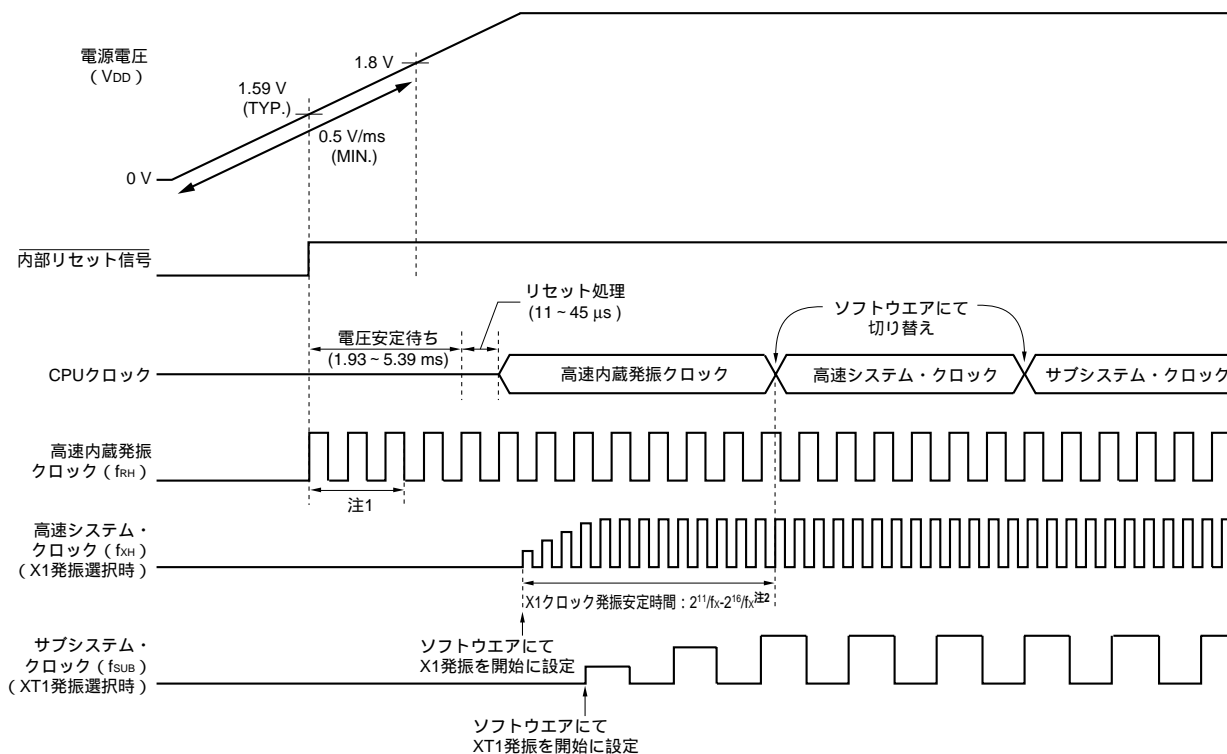 電源電圧
（VDD）
1.8 V
1.59 V
(TYP.)
0.5 V/ms
(MIN.)
0 V
内部リセット信号
リセット処理
(11 ~ 45 μs )
電圧安定待ち
(1.93 ~ 5.39 ms)
ソフトウエアにて
切り替え
CPUクロック
高速内蔵発振クロック
高速システム・クロック
サブシステム・クロック
高速内蔵発振
クロック（fRH）
注1
高速システム・
クロック（fXH）
（X1発振選択時）
X1クロック発振安定時間：2¹¹/fX-2¹⁶/fX注2
ソフトウエアにて
X1発振を開始に設定
サブシステム・
クロック（fSUB）
（XT1発振選択時）
ソフトウエアにて
XT1発振を開始に設定